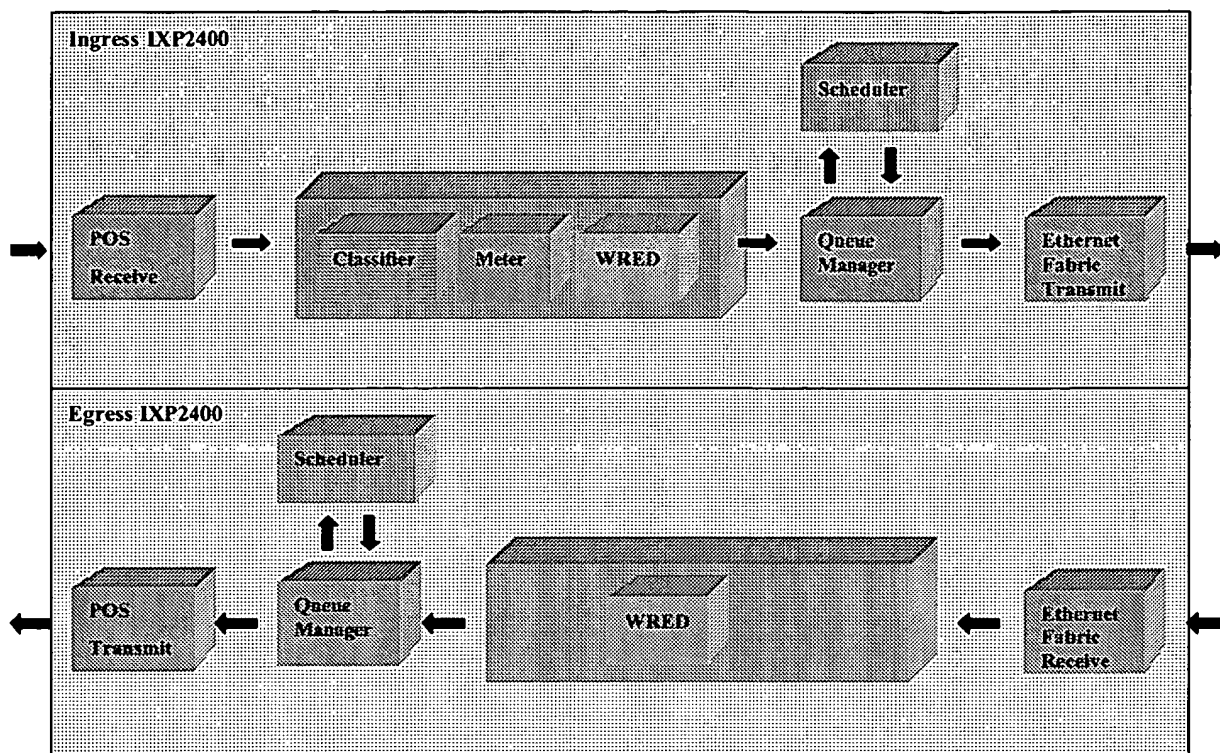 Ingress IXP2400
Scheduler
POS
Receive
Classifier
Meter
WRED
Queue
Manager
Ethernet
Fabric
Transmit
Egress IXP2400
Scheduler
POS
Transmit
Queue
Manager
WRED
Ethernet
Fabric
Receive